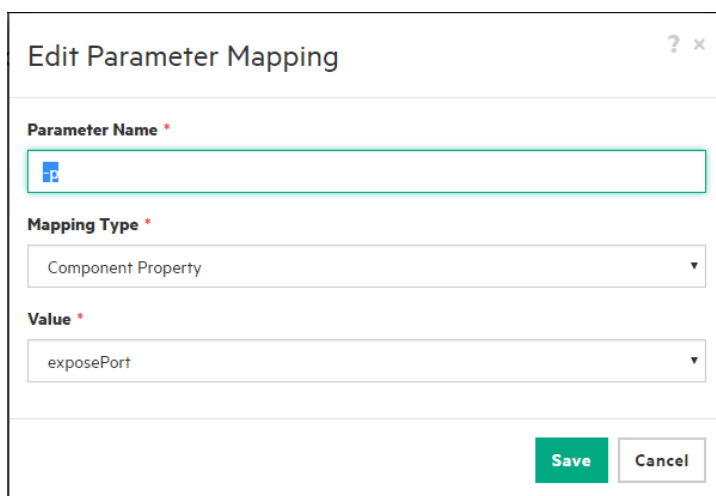 Edit Parameter Mapping
? ×
Parameter Name *
-p
Mapping Type *
Component Property
Value *
exposePort
Save Cancel